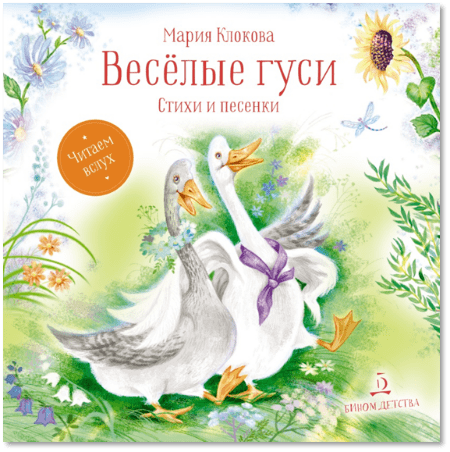 Мария Клокова
Весёлые гуси
Стихи и песенки
Читаем
вслух
БИНОМ ДЕТСТВА